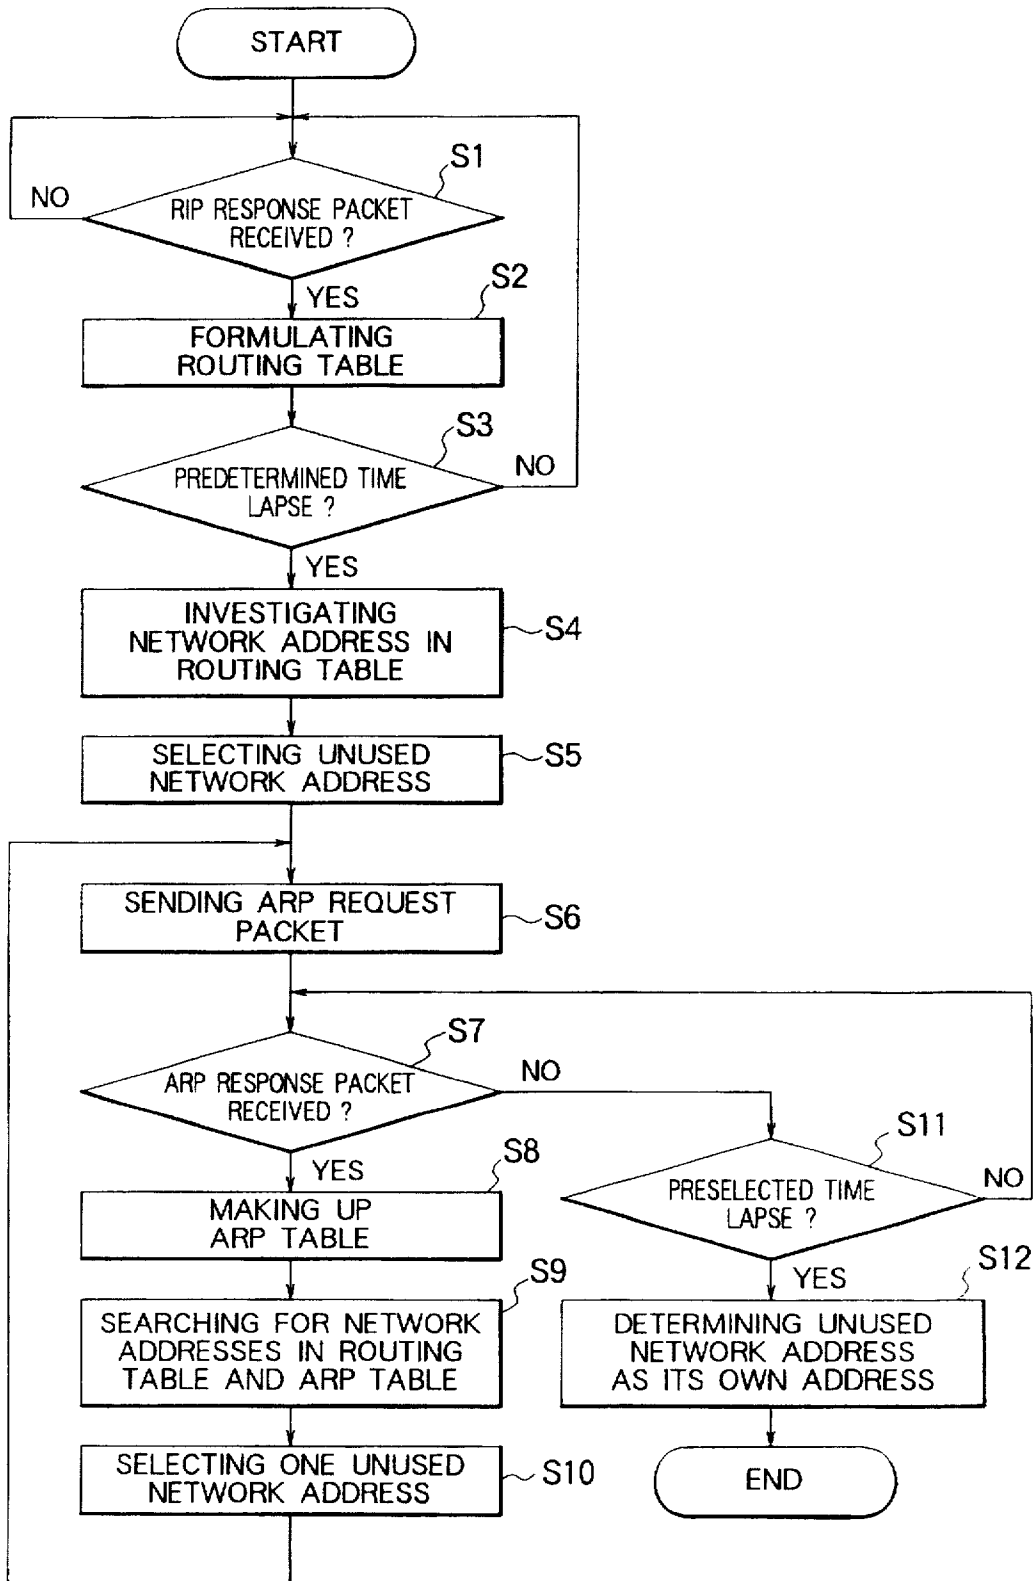 START
S1
NO
RIP RESPONSE PACKET
RECEIVED ?
YES
S2
FORMULATING
ROUTING TABLE
S3
PREDETERMINED TIME
LAPSE ?
NO
YES
INVESTIGATING
NETWORK ADDRESS IN
ROUTING TABLE
S4
SELECTING UNUSED
NETWORK ADDRESS
S5
SENDING ARP REQUEST
PACKET
S6
S7
ARP RESPONSE PACKET
RECEIVED ?
NO
YES
S8
MAKING UP
ARP TABLE
S9
SEARCHING FOR NETWORK
ADDRESSES IN ROUTING
TABLE AND ARP TABLE
SELECTING ONE UNUSED
NETWORK ADDRESS
S10
S11
PRESELECTED TIME
LAPSE ?
NO
YES
S12
DETERMINING UNUSED
NETWORK ADDRESS
AS ITS OWN ADDRESS
END